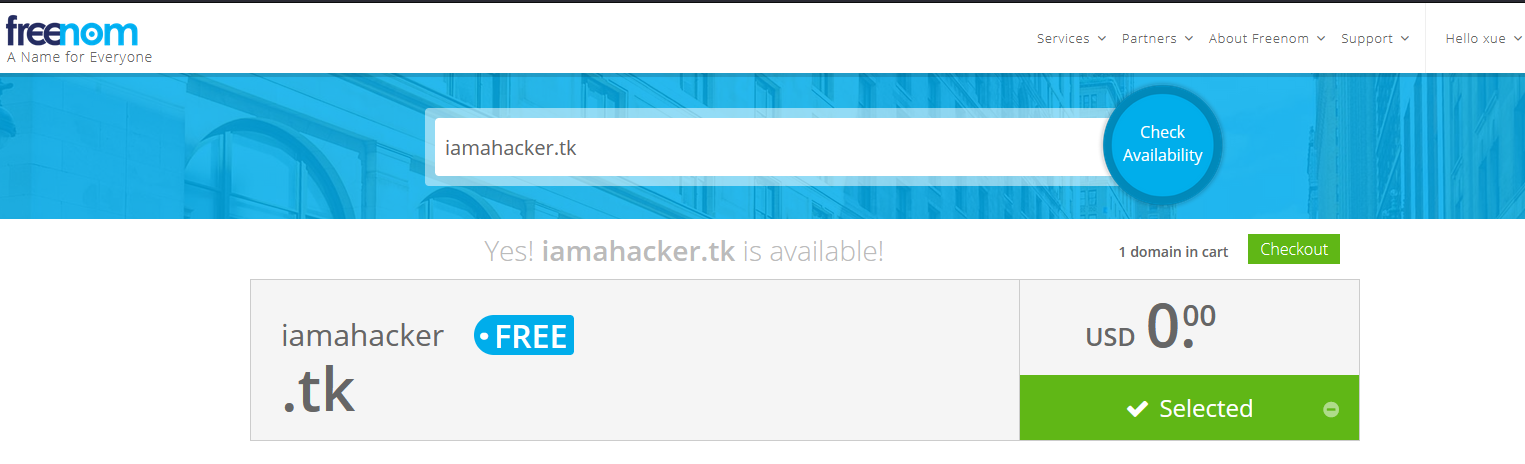 freenom
A Name for Everyone
Services Partners About Freenom Support Hello xue
iamahacker.tk
Check
Availability
Yes! iamahacker.tk is available!
1 domain in cart Checkout
iamahacker FREE
.tk
USD 0.00
Selected